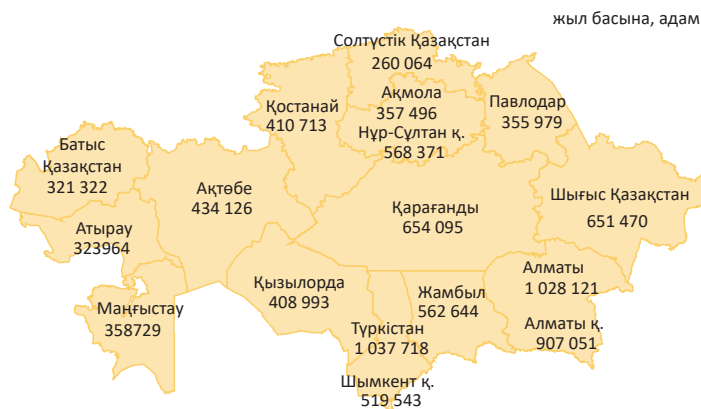 жыл басына, адам
Солтүстік Қазақстан
260 064
Ақмола
357 496
Нұр-Сұлтан қ.
568 371
Қостанай
410 713
Павлодар
355 979
Батыс
Қазақстан
321 322
Ақтөбе
434 126
Қарағанды
654 095
Шығыс Қазақстан
651 470
Атырау
323964
Маңғыстау
358729
Қызылорда
408 993
Жамбыл
562 644
Алматы
1 028 121
Алматы қ.
907 051
Түркістан
1 037 718
Шымкент қ.
519 543